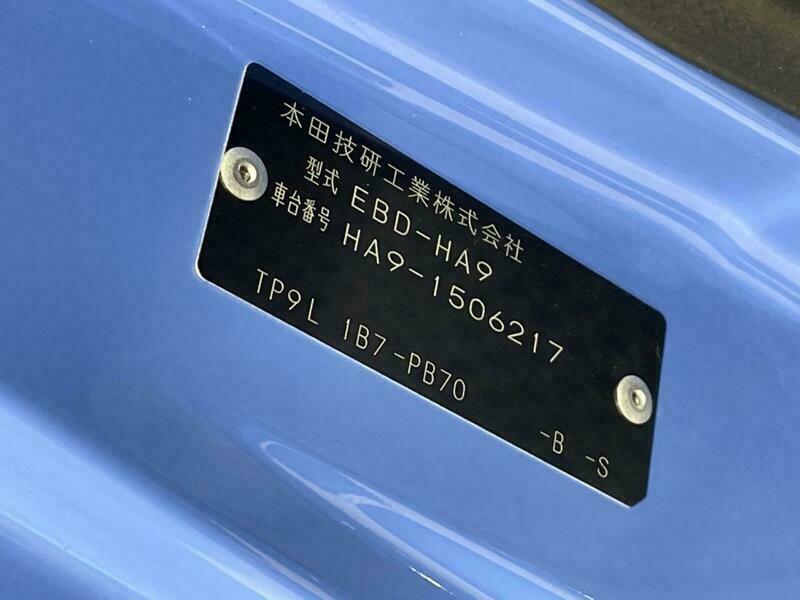 本田技研工業株式会社
型式 EBD-HA9
車台番号 HA9-1506217
TP9L 1B7-PB70
-B -S